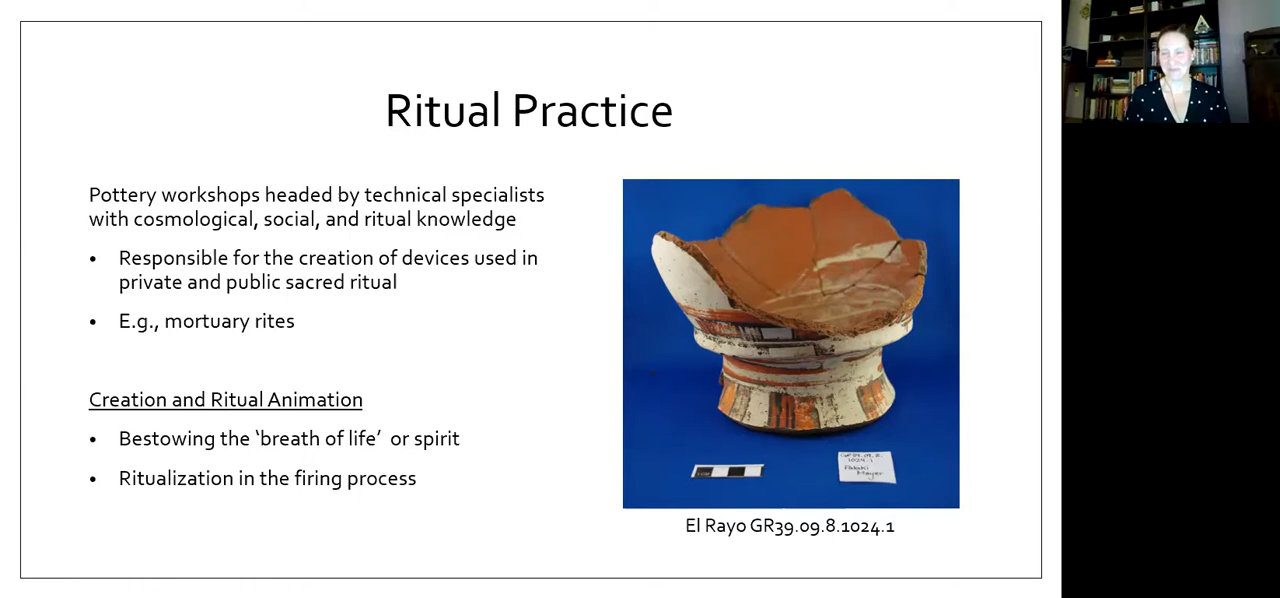 Ritual Practice
Pottery workshops headed by technical specialists
with cosmological, social, and ritual knowledge
• Responsible for the creation of devices used in
private and public sacred ritual
• E.g., mortuary rites
Creation and Ritual Animation
• Bestowing the ‘breath of life’ or spirit
• Ritualization in the firing process
El Rayo GR39.09.8.1024.1